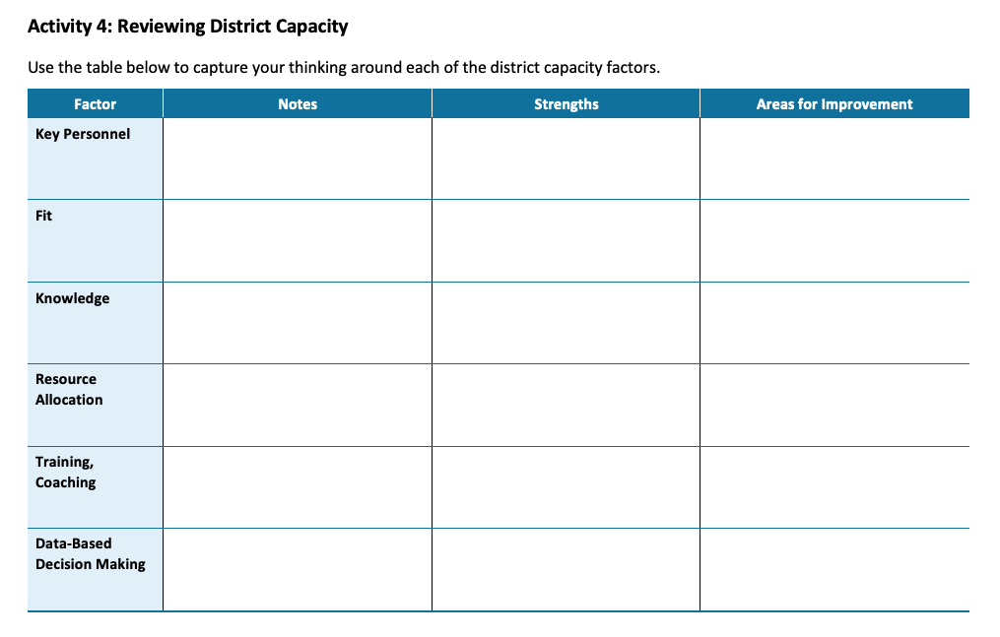 Activity 4: Reviewing District Capacity
Use the table below to capture your thinking around each of the district capacity factors.
Factor Notes Strengths Areas for Improvement
Key Personnel
Fit
Knowledge
Resource
Allocation
Training,
Coaching
Data-Based
Decision Making